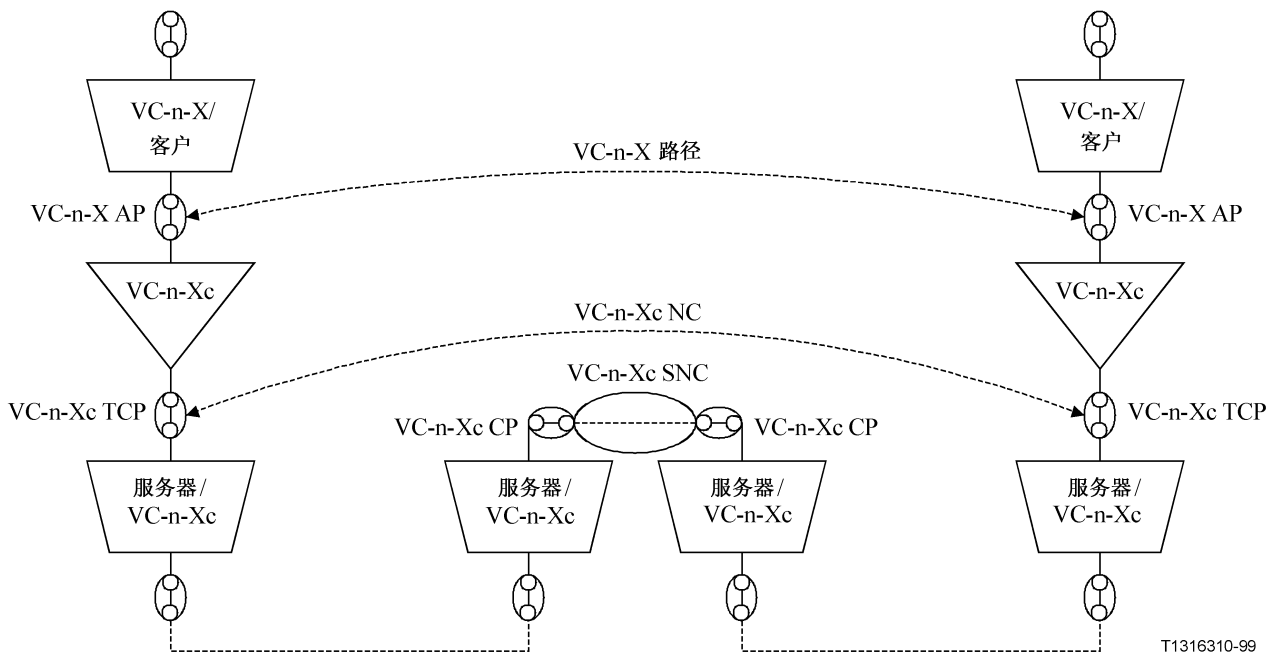 VC-n-X/
客户
VC-n-X/
客户
VC-n-X 路径
VC-n-X AP
VC-n-X AP
VC-n-Xc
VC-n-Xc
VC-n-Xc NC
VC-n-Xc SNC
VC-n-Xc TCP
VC-n-Xc CP
VC-n-Xc CP
VC-n-Xc TCP
服务器/
VC-n-Xc
服务器/
VC-n-Xc
服务器/
VC-n-Xc
服务器/
VC-n-Xc
T1316310-99